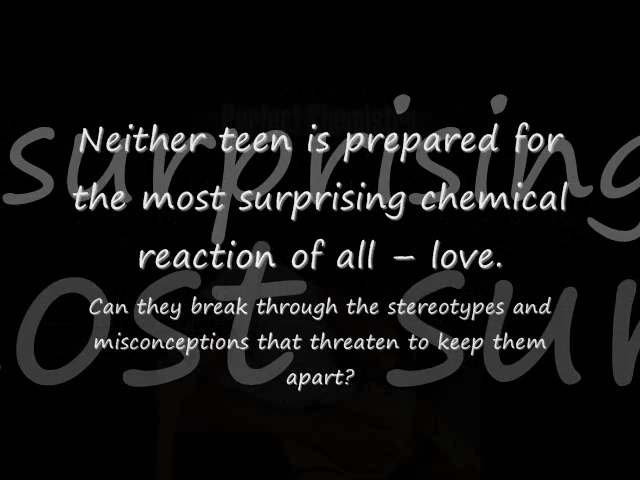 Neither teen is prepared for
the most surprising chemical
reaction of all – love.
Can they break through the stereotypes and
misconceptions that threaten to keep them
apart?
surprising
ost sur